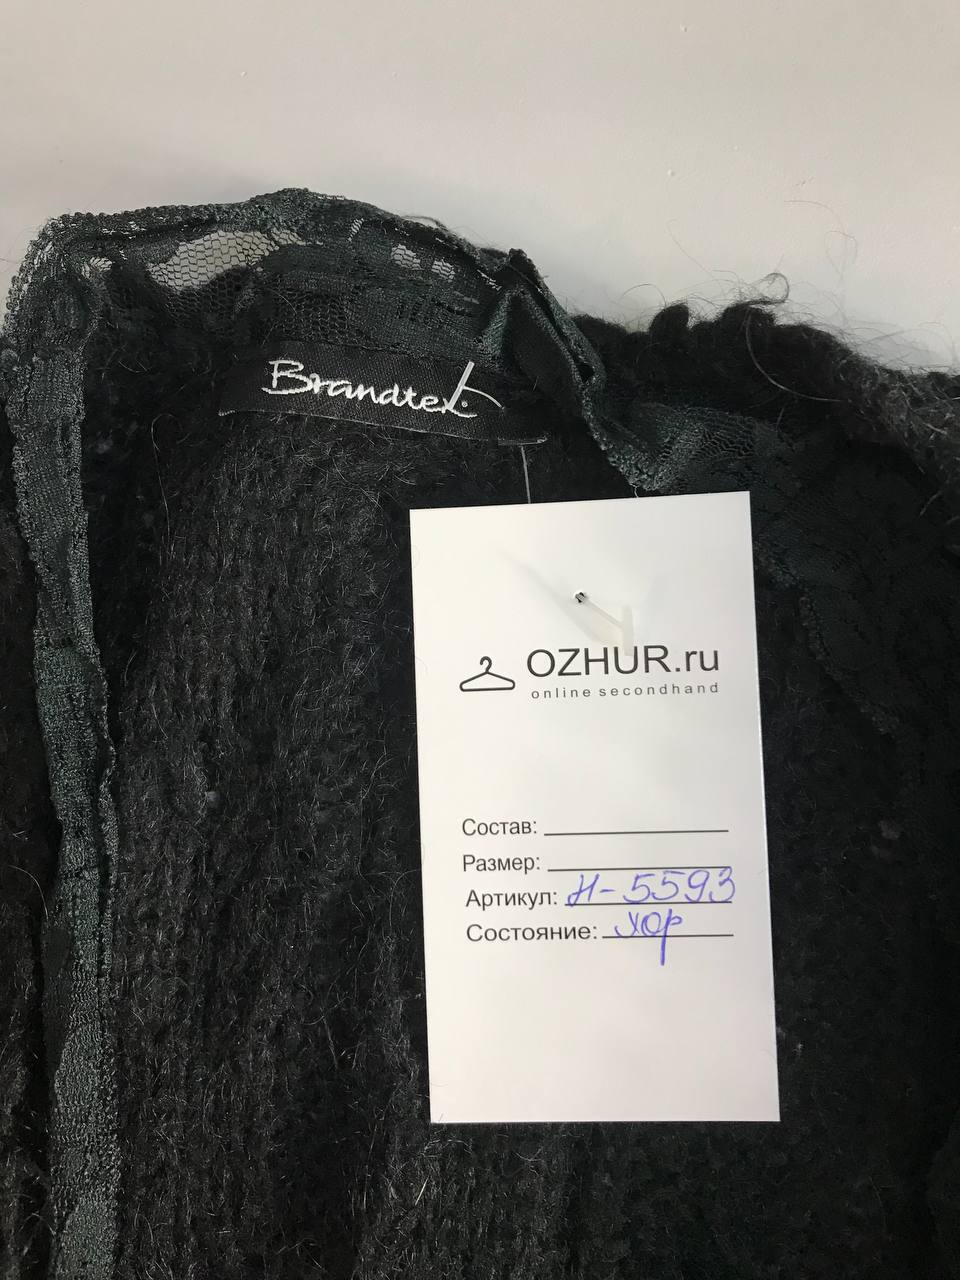 Brandtex
OZHUR.ru
online secondhand
Состав:
Размер:
Артикул: Н-5593
Состояние: хор